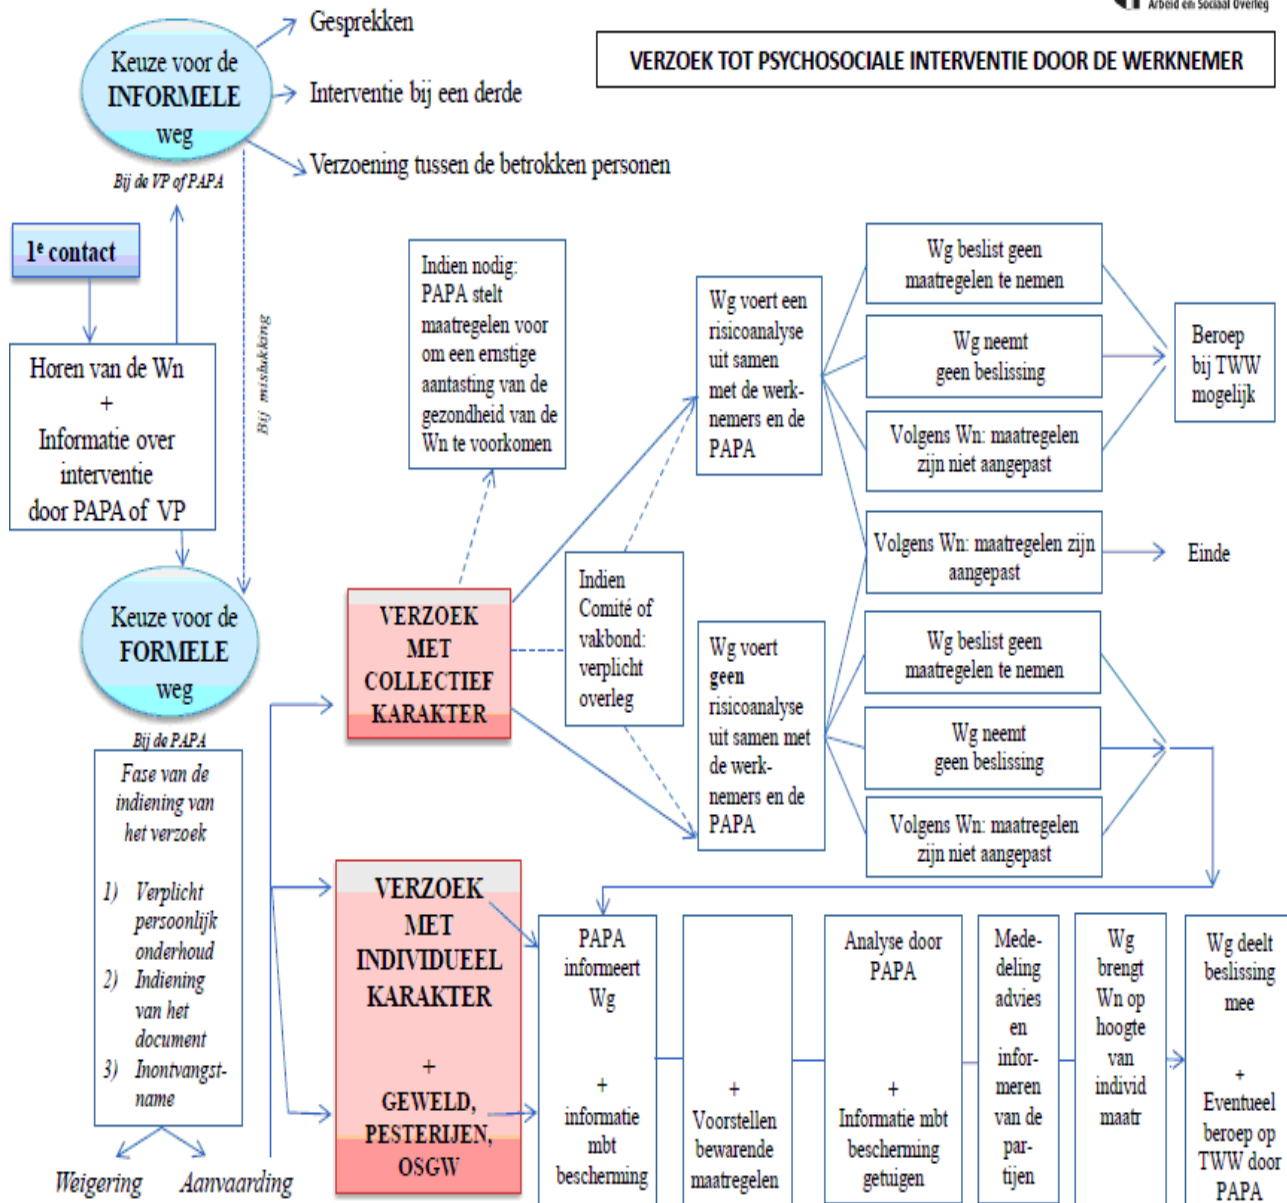 Arbeid en Sociaal Overleg
VERZOEK TOT PSYCHOSOCIALE INTERVENTIE DOOR DE WERKNEMER
Keuze voor de
INFORMELE
weg
Bij de VP of PAPA
Gesprekken
Interventie bij een derde
Verzoening tussen de betrokken personen
1e contact
Horen van de Wn
+
Informatie over
interventie
door PAPA of VP
Bij mislukking
Keuze voor de
FORMELE
weg
Bij de PAPA
Fase van de
indiening van
het verzoek
1) Verplicht
persoonlijk
onderhoud
2) Indiening
van het
document
3) Inontvangst-
name
Weigering
Aanvaarding
Indien nodig:
PAPA stelt
maatregelen voor
om een ernstige
aantasting van de
gezondheid van de
Wn te voorkomen
VERZOEK
MET
COLLECTIEF
KARAKTER
Indien
Comité of
vakbond:
verplicht
overleg
Wg voert een
risicoanalyse
uit samen
met de werk-
nemers en de
PAPA
Wg voert
geen
risicoanalyse
uit samen met
de werk-
nemers en de
PAPA
Wg beslist geen
maatregelen te nemen
Wg neemt
geen beslissing
Volgens Wn: maatregelen
zijn niet aangepast
Beroep
bij TWW
mogelijk
Volgens Wn: maatregelen zijn
aangepast
Einde
Wg beslist geen
maatregelen te nemen
Wg neemt
geen beslissing
Volgens Wn: maatregelen
zijn niet aangepast
VERZOEK
MET
INDIVIDUEEL
KARAKTER
+
GEWELD,
PESTERIJEN,
OSGW
PAPA
informeert
Wg
+
informatie
mbt
bescherming
+
Voorstellen
bewarende
maatregelen
Analyse door
PAPA
+
Informatie mbt
bescherming
getuigen
Mede-
deling
advies
en
infor-
meren
van de
par-
tijen
Wg
brengt
Wn op
hoogte
van
individ
maatr
Wg deelt
beslissing
mee
+
Eventueel
beroep op
TWW door
PAPA